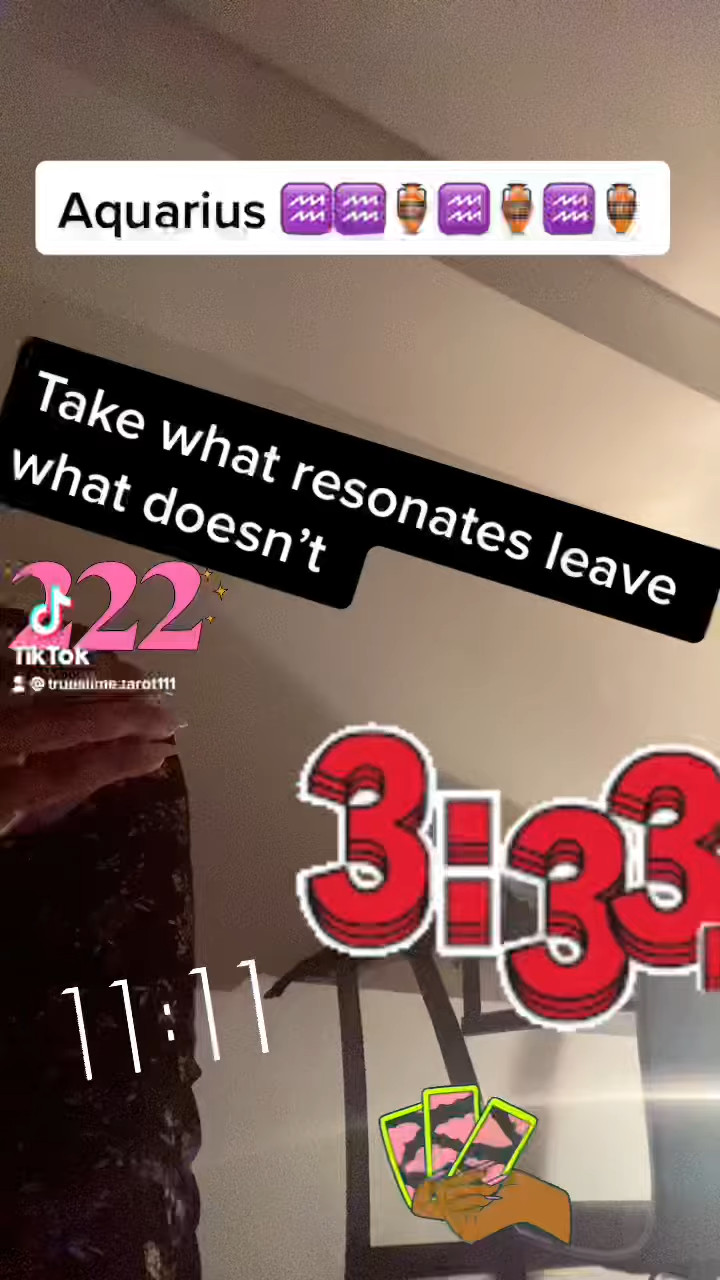 Aquarius ♒♒🏺♒🏺♒🏺
Take what resonates leave
what doesn't
222
TikTok
3:33
11:11